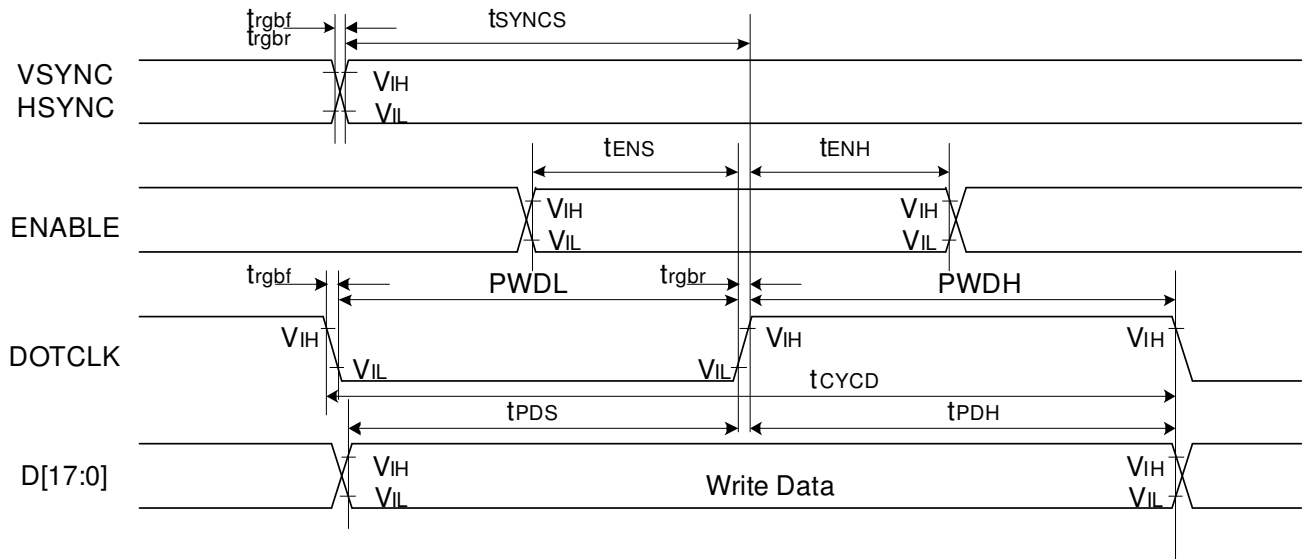 trgbf
trgbr
tSYNCS
VSYNC
HSYNC
VIH
VIL
tENS
tENH
ENABLE
VIH
VIL
VIH
VIL
trgbf
PWDL
trgbr
PWDH
DOTCLK
VIH
VIL
VIL
VIH
VIH
tCYCD
tPDS
tPDH
D[17:0]
VIH
VIL
Write Data
VIH
VIL